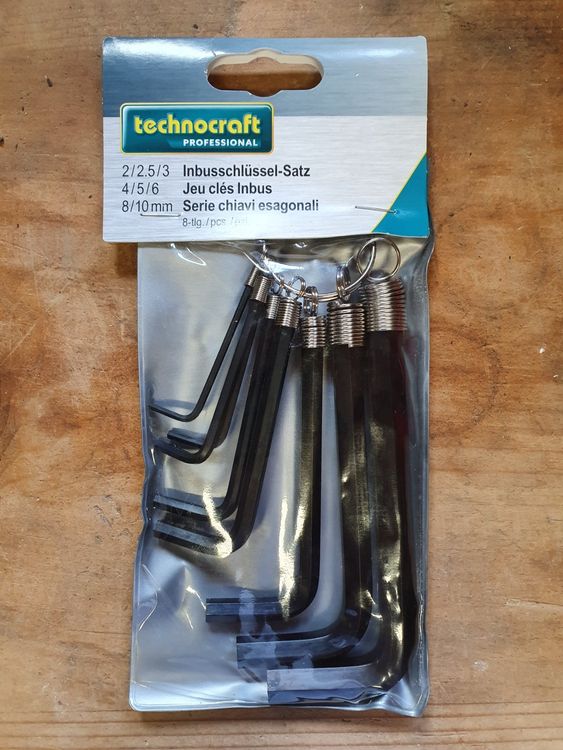 technocraft
PROFESSIONAL
2/2.5/3 Inbusschlüssel-Satz
4/5/6 Jeu clés Inbus
8/10mm Serie chiavi esagonali
8-tlg./pcs.